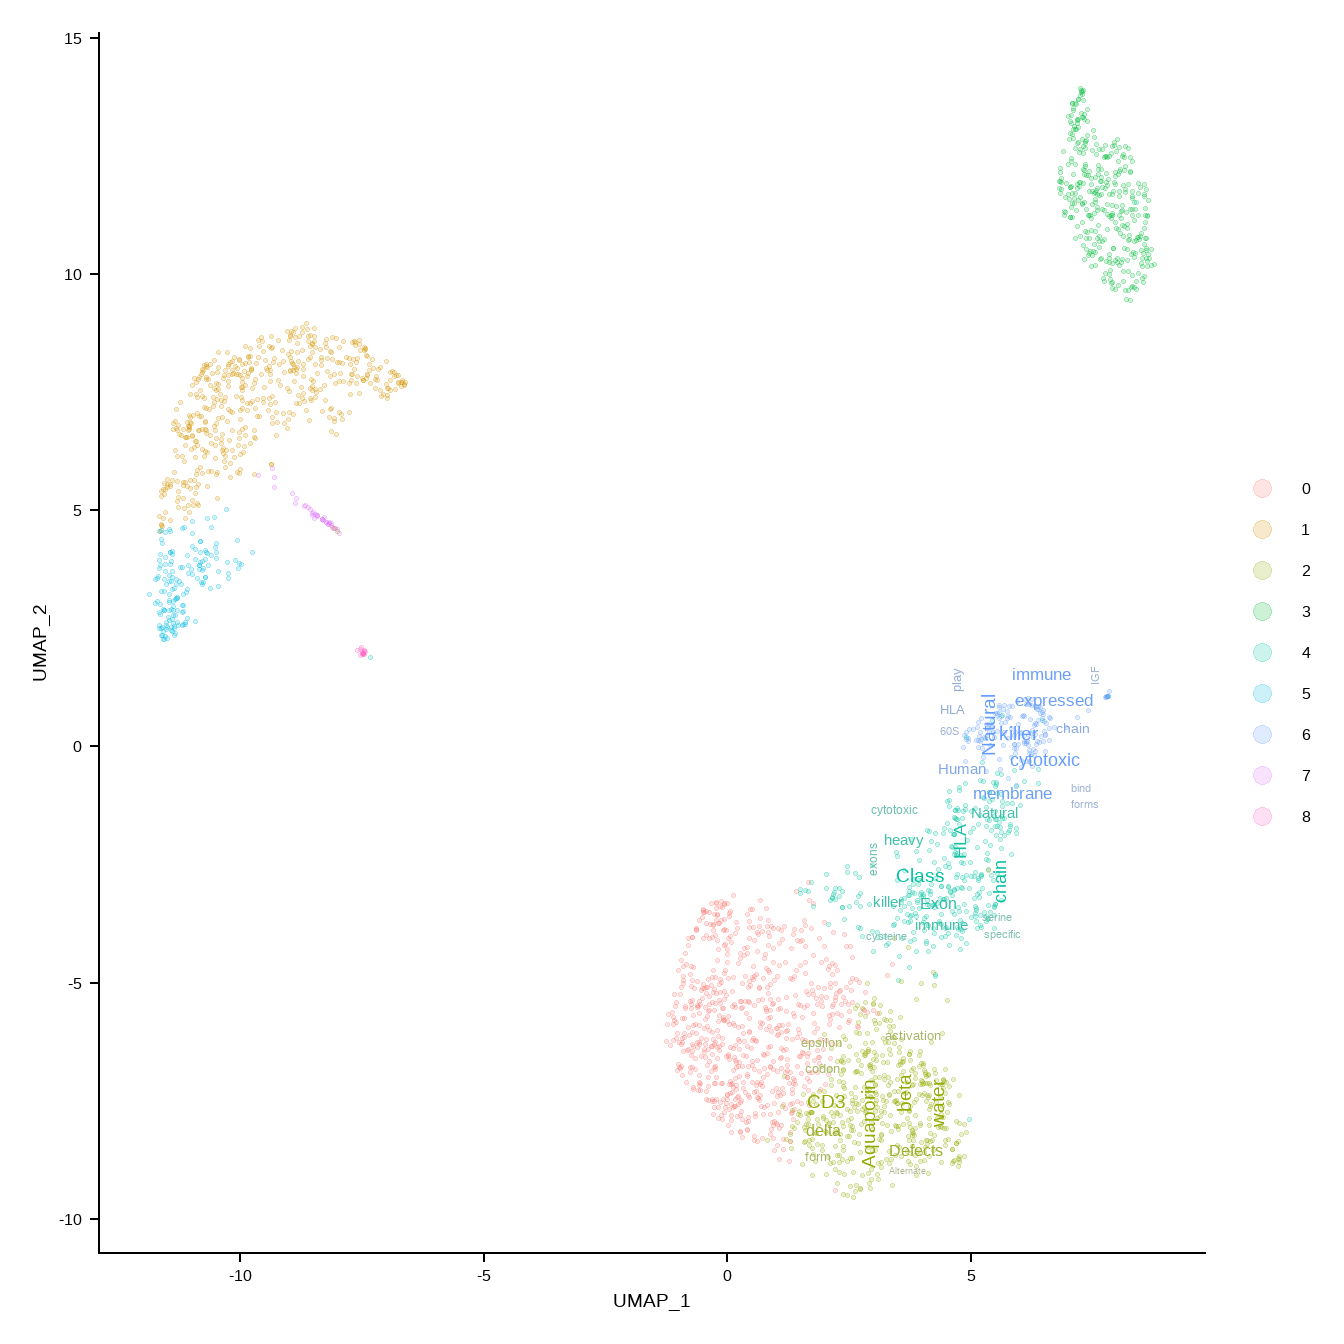 15
10
5
0
-5
-10
UMAP_2
-10
-5
0
5
UMAP_1
play
immune
IGF
Natural
expressed
HLA
60S
killer
chain
Human
cytotoxic
membrane
bind
forms
cytotoxic
Natural
heavy
HLA
exons
Class
chain
killer
Exon
serine
immune
cysteine
specific
activation
epsilon
codon
CD3
Aquaporin
beta
water
delta
form
Defects
Alternate
0
1
2
3
4
5
6
7
8